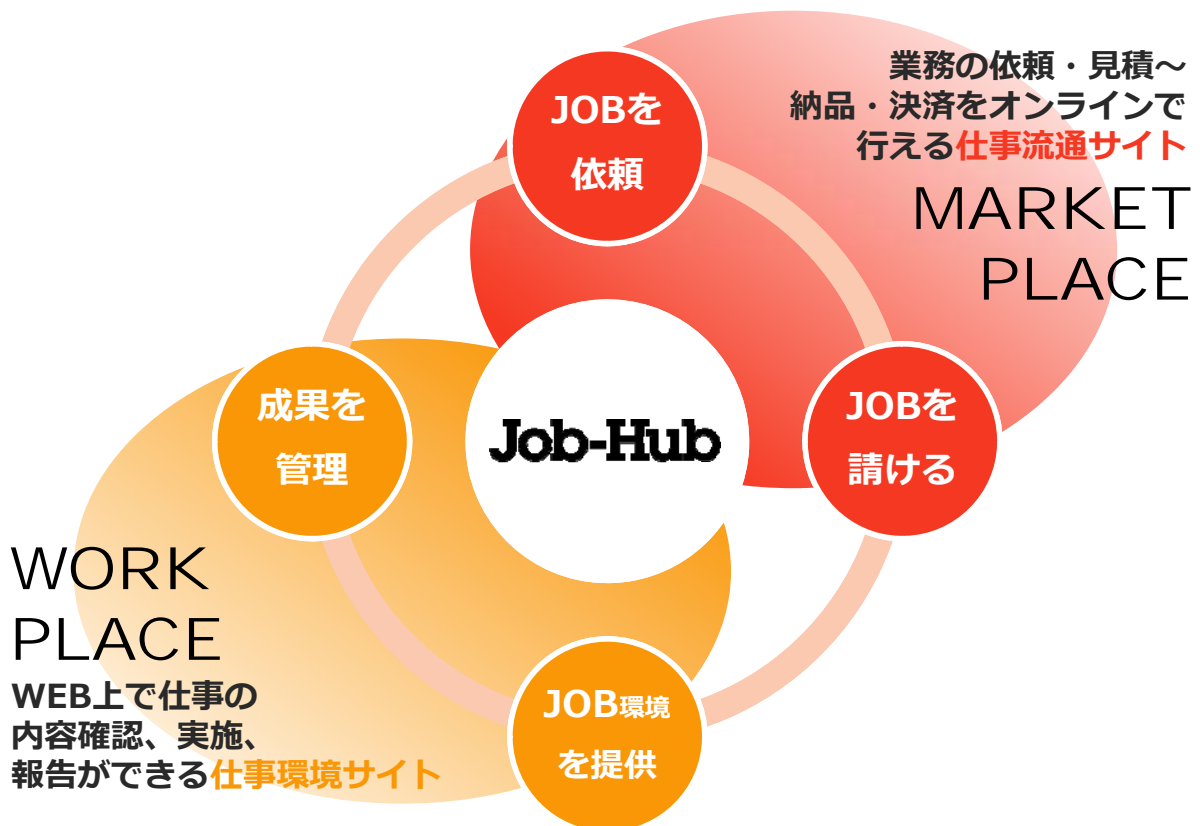 業務の依頼・見積～
納品・決済をオンラインで
行える仕事流通サイト
MARKET
PLACE
JOBを
依頼
JOBを
請ける
Job-Hub
成果を
管理
JOB環境
を提供
WORK
PLACE
WEB上で仕事の
内容確認、実施、
報告ができる仕事環境サイト